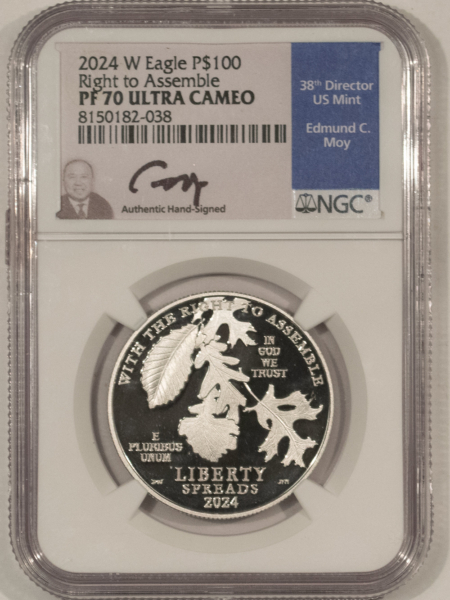 2024 W Eagle P$100
Right to Assemble
PF 70 ULTRA CAMEO
8150182-038
Authentic Hand-Signed
38th Director
US Mint
Edmund C.
Moy
NGC®
WITH THE RIGHT TO ASSEMBLE
IN
GOD
WE
TRUST
E
PLURIBUS
UNUM
LIBERTY
SPREADS
2024